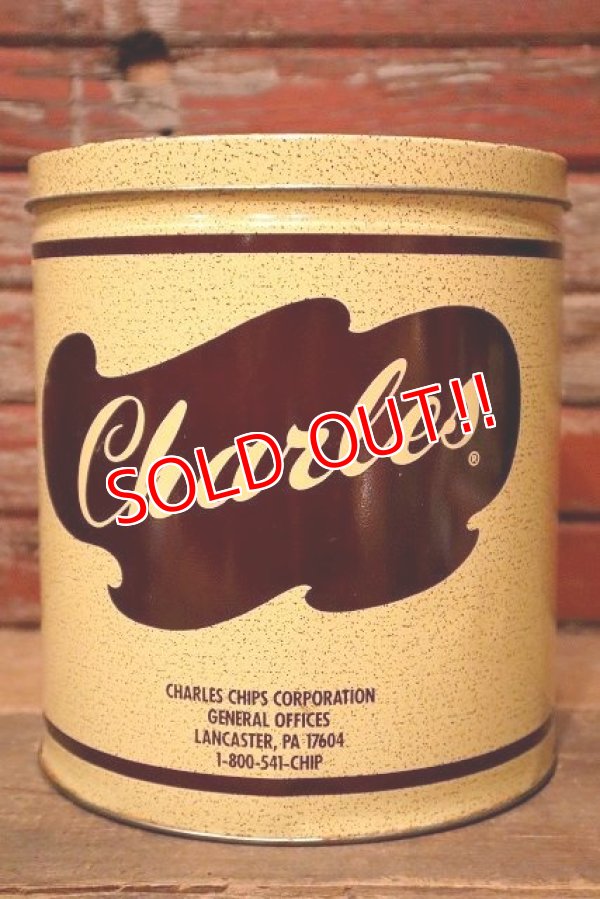 Charles®
SOLD OUT!!
CHARLES CHIPS CORPORATION
GENERAL OFFICES
LANCASTER, PA 17604
1-800-541-CHIP